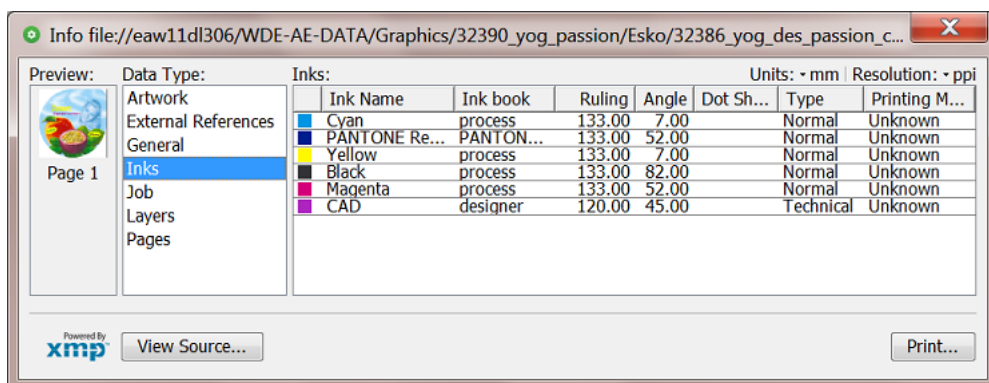 Info file://eaw11dl306/WDE-AE-DATA/Graphics/32390_yog_passion/Esko/32386_yog_des_passion_c...
X
Preview: Data Type: Inks: Units: mm Resolution: ppi
Page 1
Artwork
External References
General
Inks
Job
Layers
Pages
Ink Name Ink book Ruling Angle Dot Sh... Type Printing M...
Cyan process 133.00 7.00 Normal Unknown
PANTONE Re... PANTON... 133.00 52.00 Normal Unknown
Yellow process 133.00 7.00 Normal Unknown
Black process 133.00 82.00 Normal Unknown
Magenta process 133.00 52.00 Normal Unknown
CAD designer 120.00 45.00 Technical Unknown
Powered By
xmp
View Source...
Print...